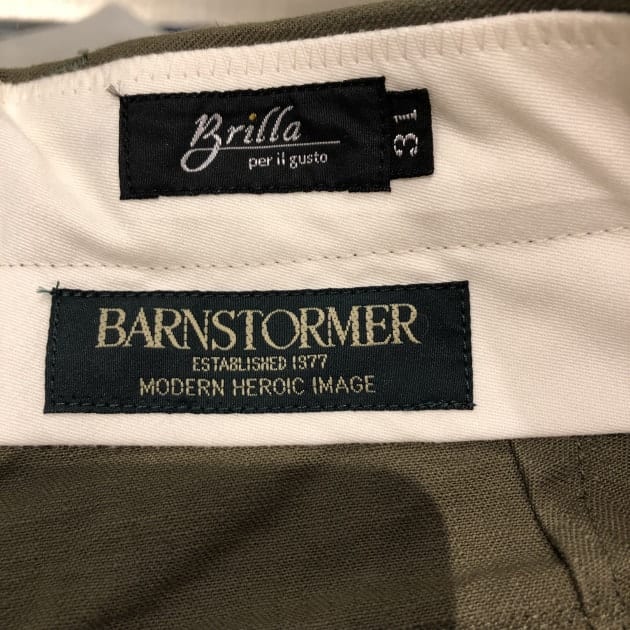 Brilla
per il gusto
31
BARNSTORMER
ESTABLISHED 1977
MODERN HEROIC IMAGE